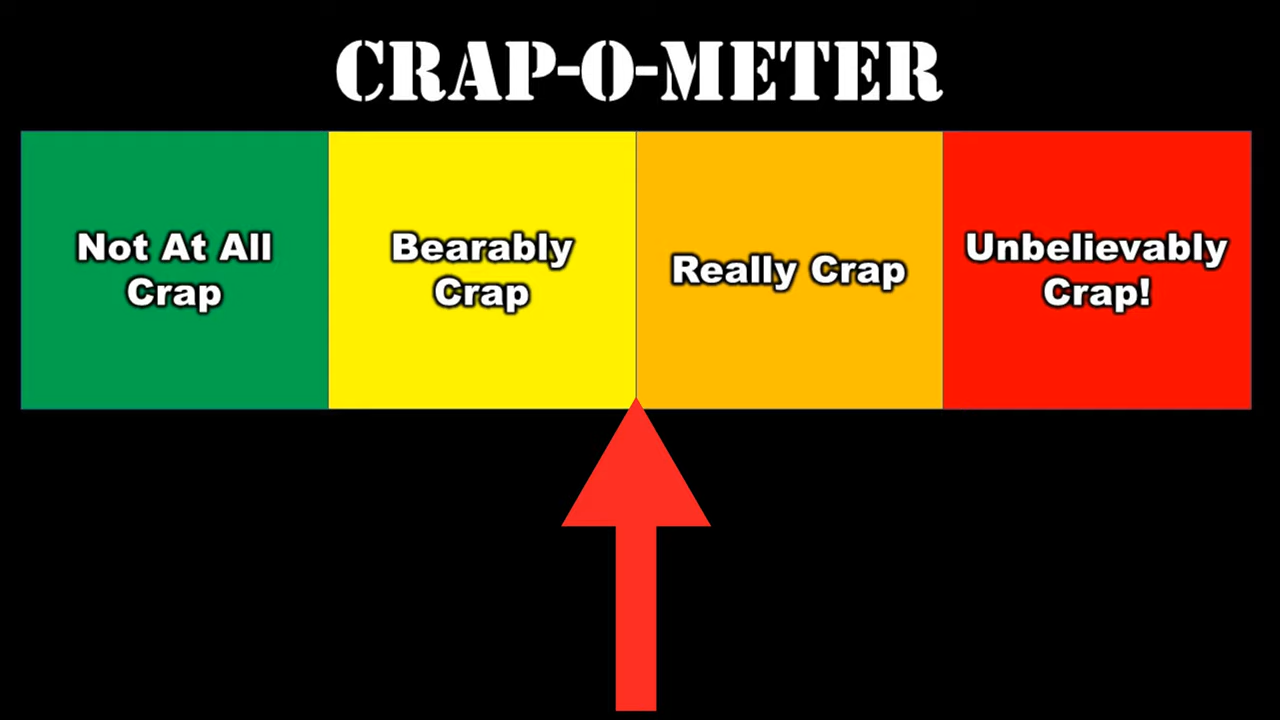 CRAP-O-METER
Not At All
Crap
Bearably
Crap
Really Crap
Unbelievably
Crap!